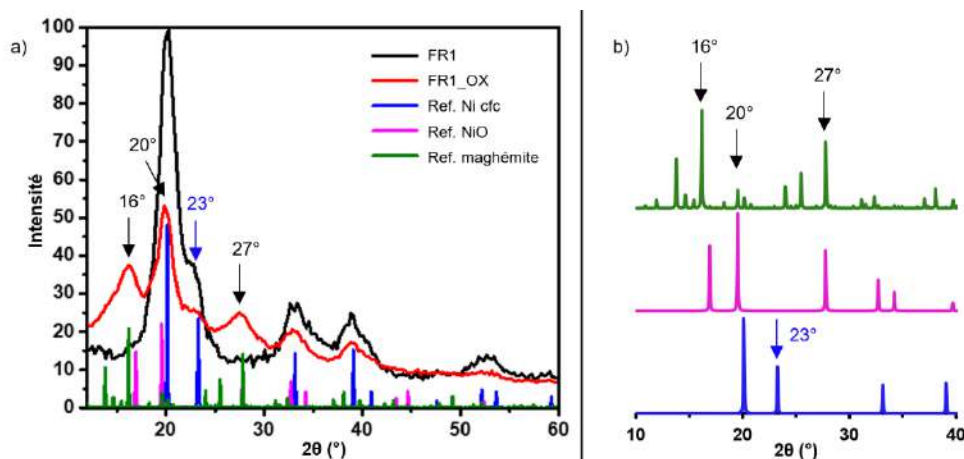 a)
Intensité
100
90
80
70
60
50
40
30
20
10
0
16°
20°
23°
27°
FR1
FR1_OX
Ref. Ni cfc
Ref. NiO
Ref. maghémite
20
30
40
50
60
2θ (°)
b)
16°
20°
27°
23°
10
20
30
40
2θ (°)